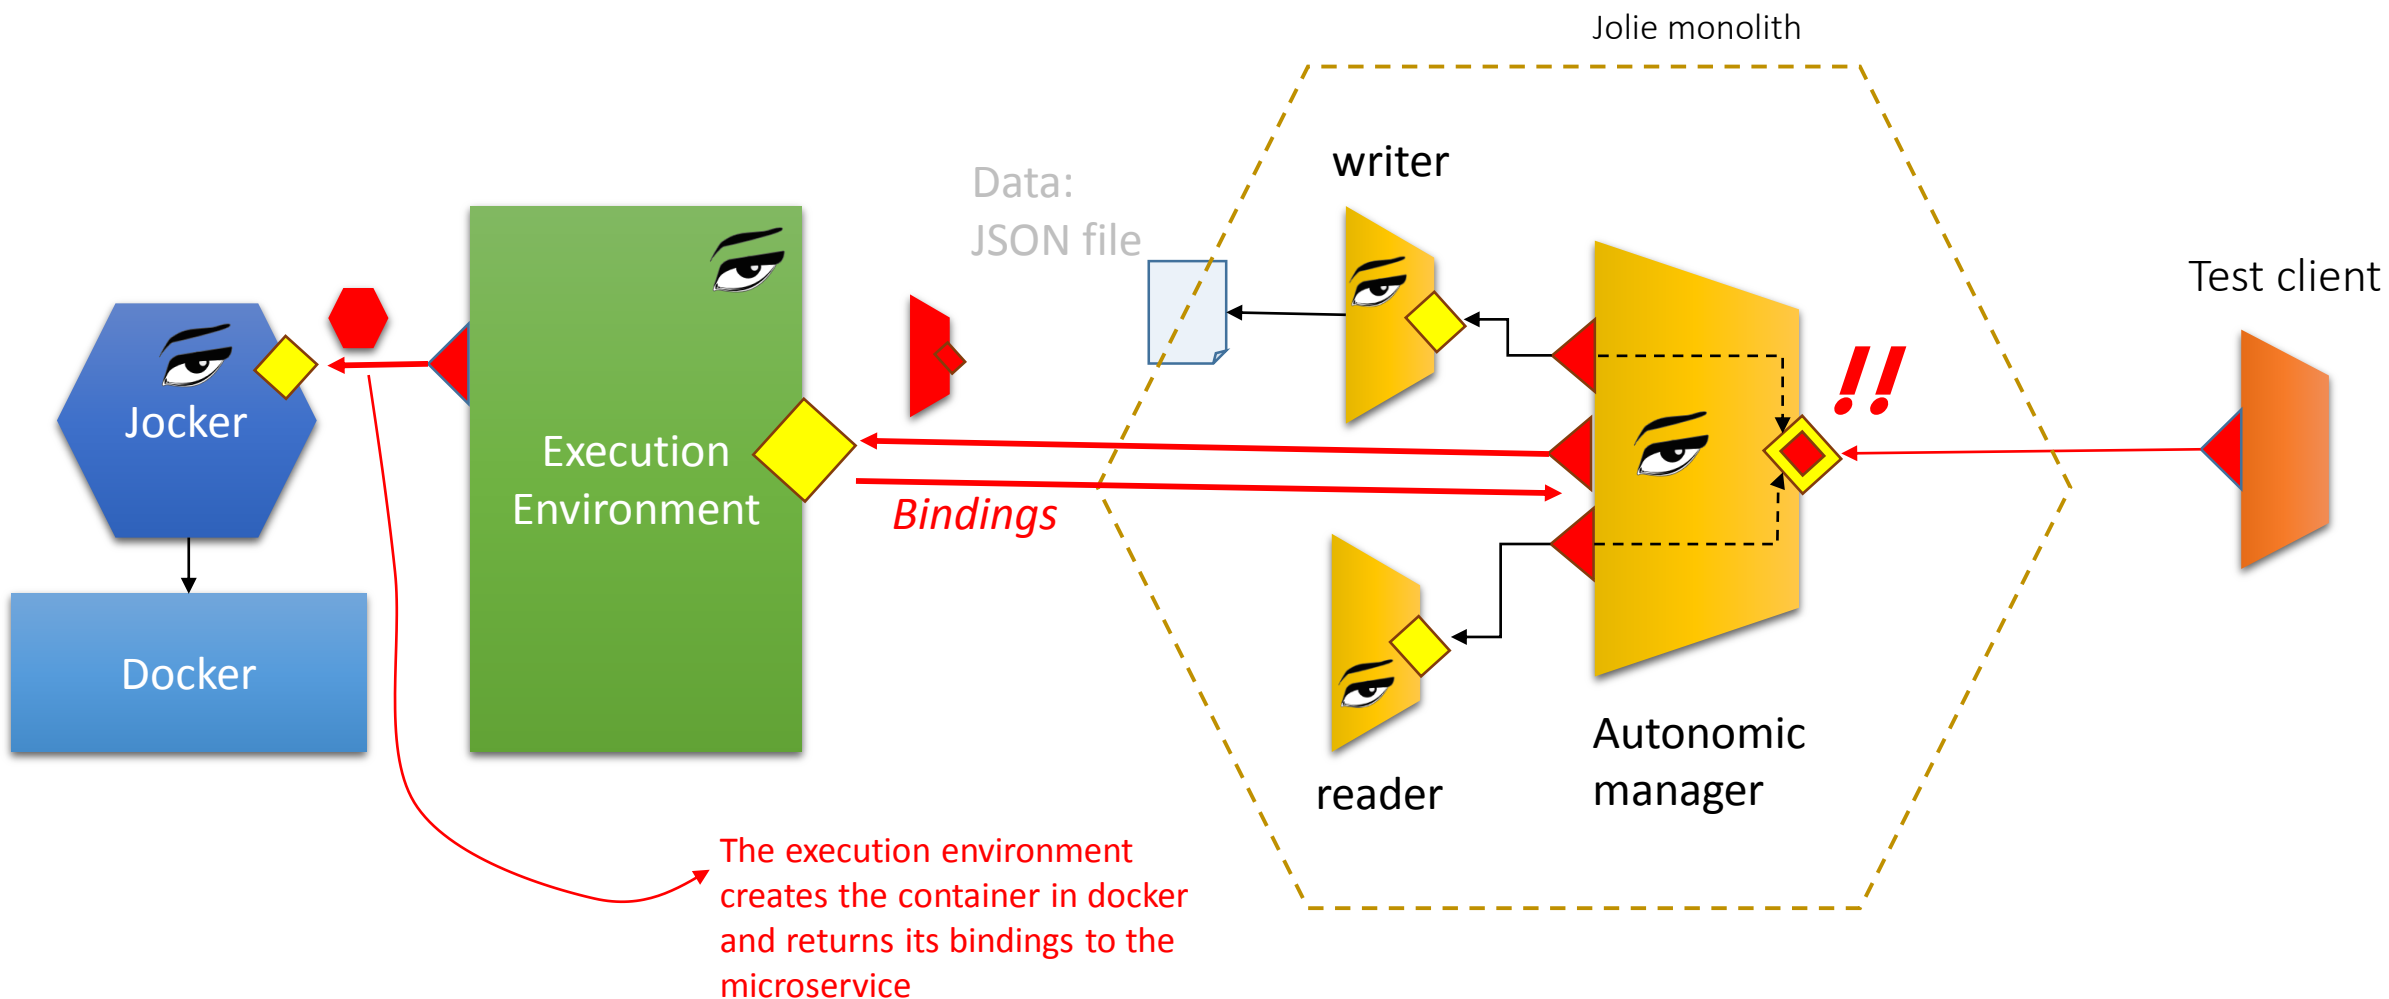 Jolie monolith
writer
Data:
JSON file
Test client
!!
Jocker
Execution
Environment
Bindings
Docker
Autonomic
manager
reader
The execution environment
creates the container in docker
and returns its bindings to the
microservice